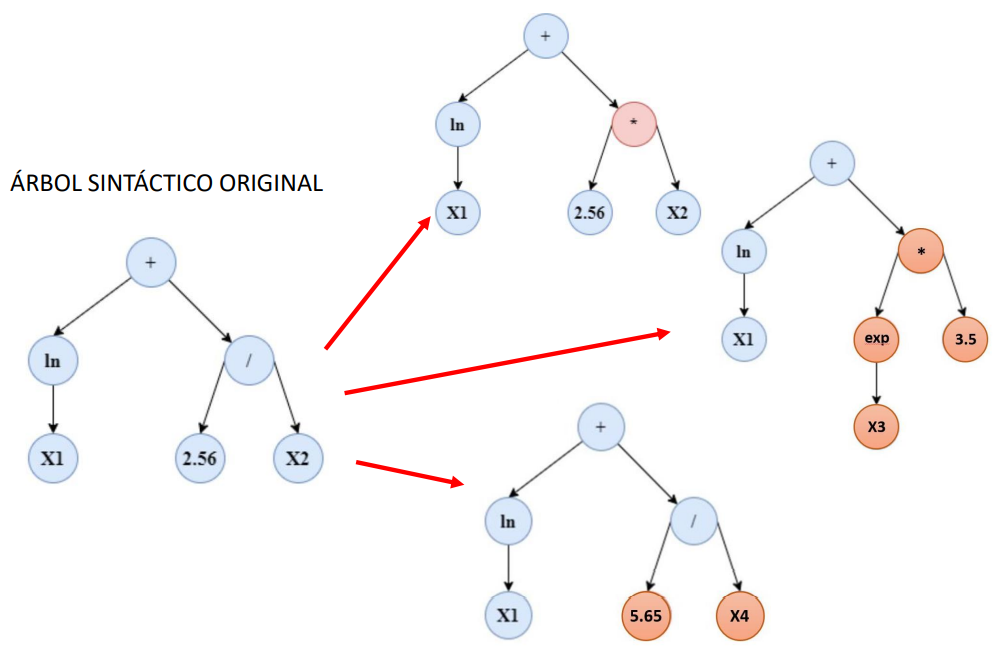 ÁRBOL SINTÁCTICO ORIGINAL
+
ln
/
X1
2.56
X2
+
ln
*
X1
2.56
X2
+
ln
*
X1
exp
3.5
X3
+
ln
/
X1
5.65
X4